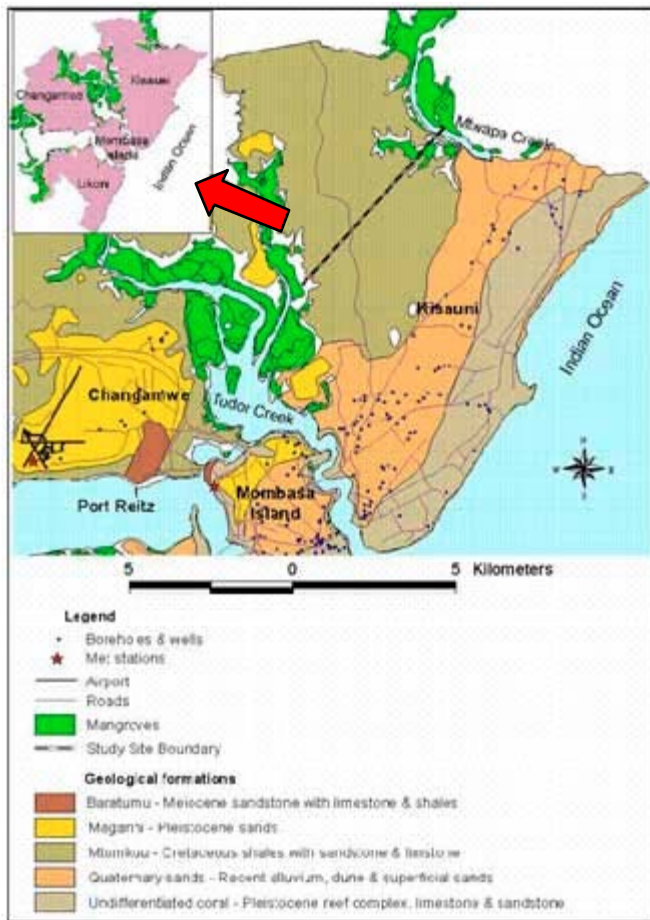 Kisauni
Changamwe
Mombasa
Island
Likoni
Indian Ocean
Mtwapa Creek
Kisauni
Indian Ocean
Changamwe
Tudor Creek
Port Reitz
Mombasa
Island
N
W E
S
5 0 5 Kilometers
Legend
Boreholes & wells
Met stations
Airport
Roads
Mangroves
Study Site Boundary
Geological formations
Baratumu - Meiocene sandstone with limestone & shales
Magarini - Pleistocene sands
Mtomkuu - Cretaceous shales with sandstone & limstone
Quaternary sands - Recent alluvium, dune & superficial sands
Undifferentiated coral - Pleistocene reef complex, limestone & sandstone